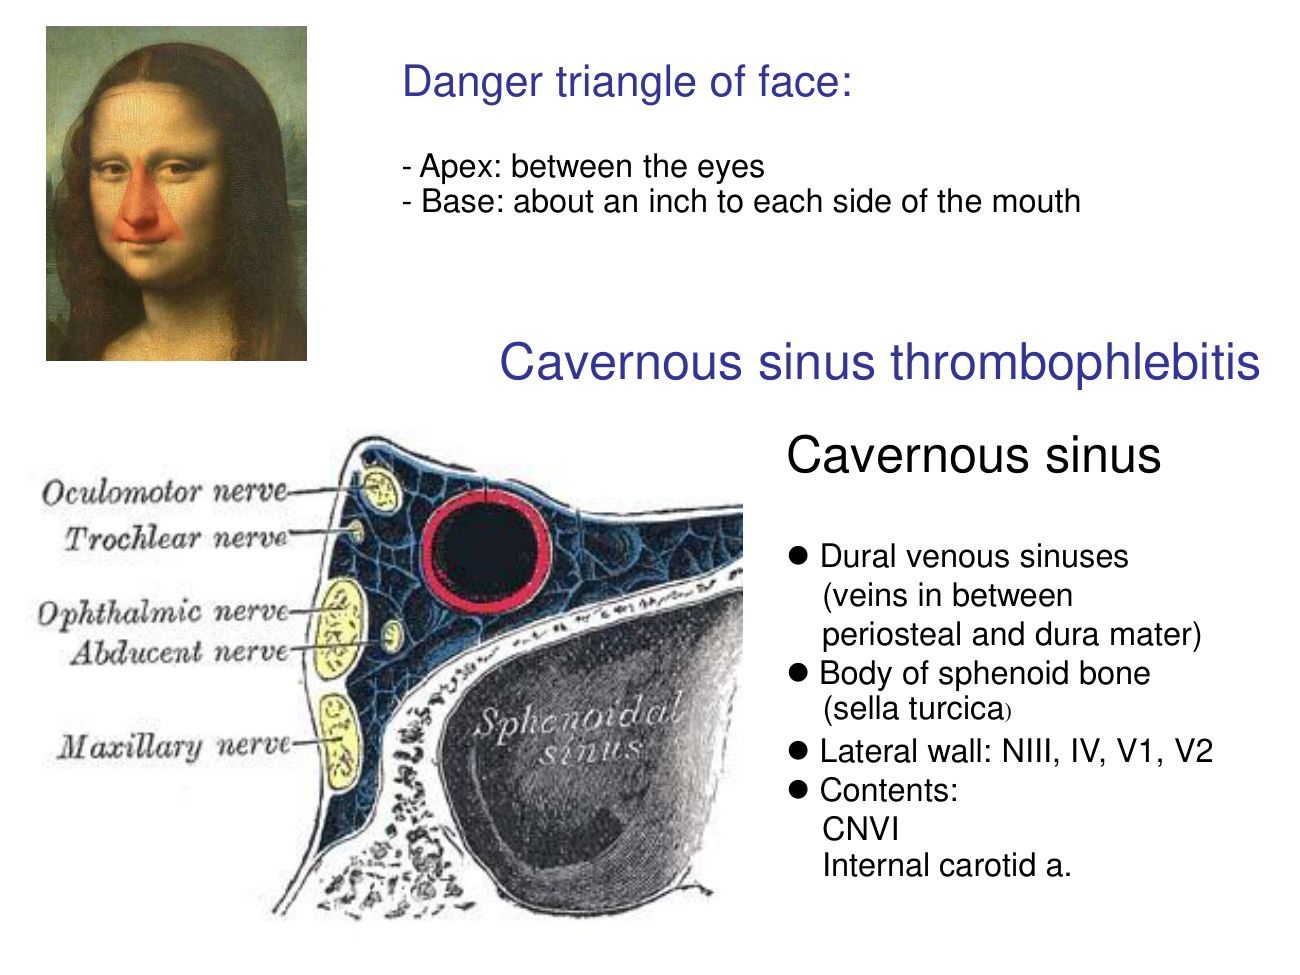 Danger triangle of face:
- Apex: between the eyes
- Base: about an inch to each side of the mouth
Cavernous sinus thrombophlebitis
Oculomotor nerve
Trochlear nerve
Ophthalmic nerve
Abducent nerve
Maxillary nerve
Sphenoidal
sinus
Cavernous sinus
● Dural venous sinuses
(veins in between
periosteal and dura mater)
● Body of sphenoid bone
(sella turcica)
● Lateral wall: NIII, IV, V1, V2
● Contents:
CNVI
Internal carotid a.